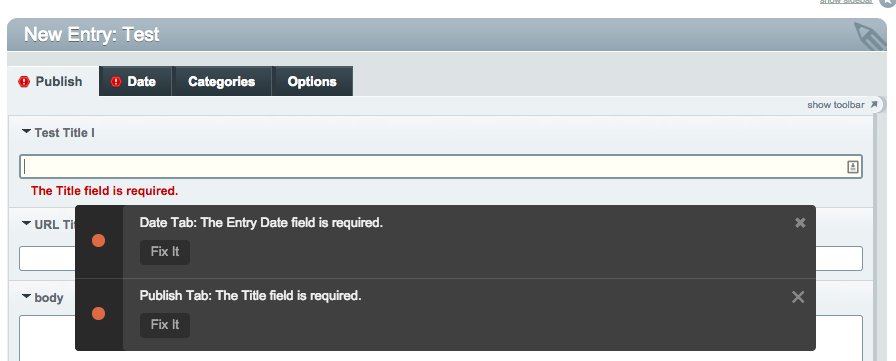 show sidebar
New Entry: Test
Publish
Date
Categories
Options
show toolbar
Test Title I
The Title field is required.
URL Ti
Date Tab: The Entry Date field is required.
Fix It
body
Publish Tab: The Title field is required.
Fix It